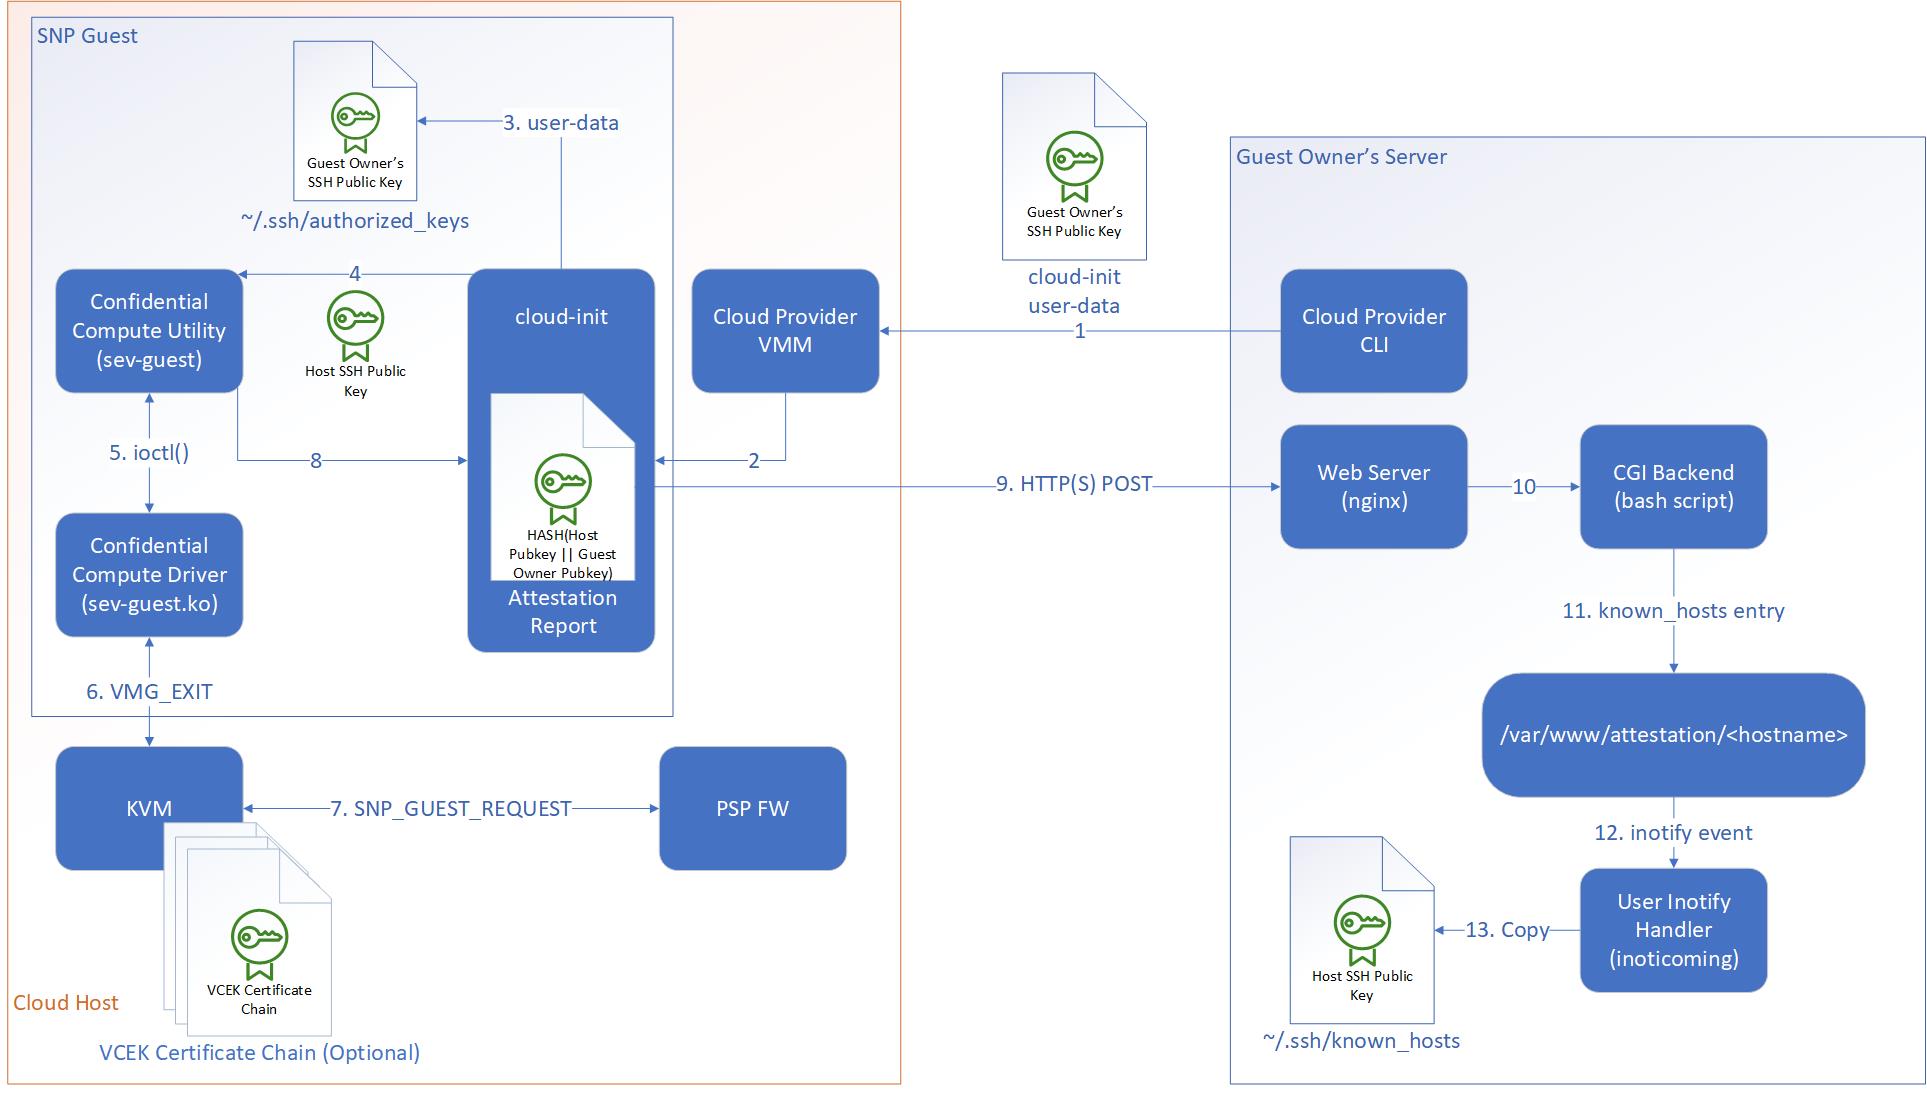 SNP Guest
Guest Owner's
SSH Public Key
~/.ssh/authorized_keys
3. user-data
4
Host SSH Public
Key
Confidential
Compute Utility
(sev-guest)
cloud-init
5. ioctl()
8
HASH(Host
Pubkey || Guest
Owner Pubkey)
Attestation
Report
Confidential
Compute Driver
(sev-guest.ko)
6. VMG_EXIT
KVM
7. SNP_GUEST_REQUEST
PSP FW
VCEK Certificate
Chain
VCEK Certificate Chain (Optional)
Cloud Host
Cloud Provider
VMM
2
Guest Owner's
SSH Public Key
cloud-init
user-data
1
9. HTTP(S) POST
Guest Owner's Server
Cloud Provider
CLI
Web Server
(nginx)
10
CGI Backend
(bash script)
11. known_hosts entry
/var/www/attestation/<hostname>
12. inotify event
User Inotify
Handler
(inoticoming)
13. Copy
Host SSH Public
Key
~/.ssh/known_hosts